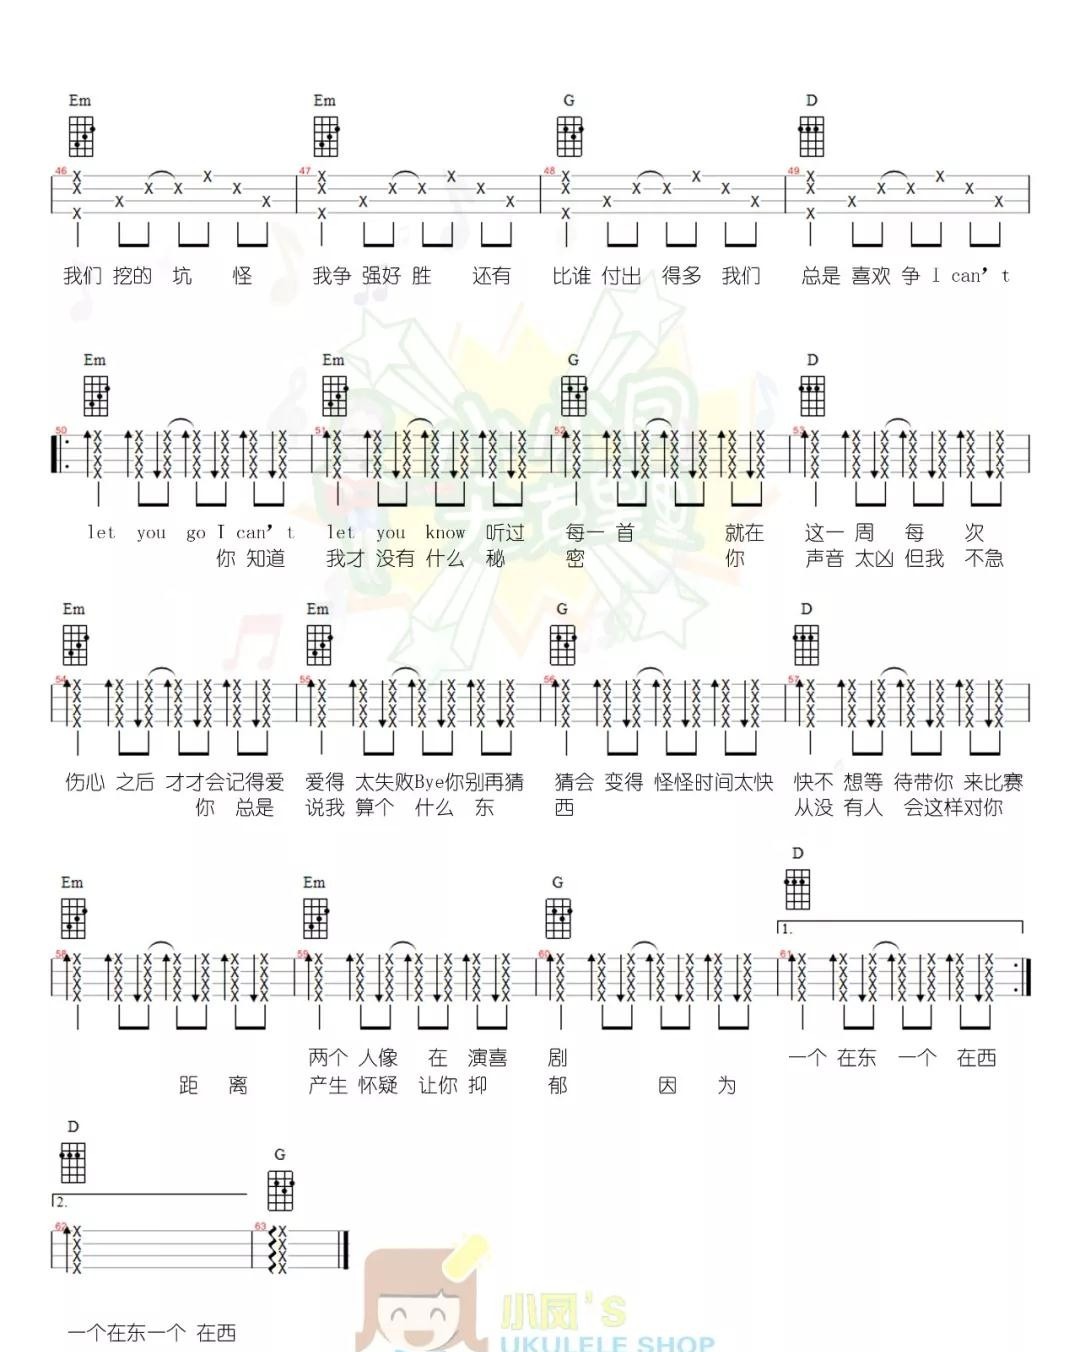 Em Em G D
46 47 48 49
我们 挖的 坑 怪 我争 强好 胜 还有 比谁 付出 得多 我们 总是 喜欢 争 I can't
Em Em G D
50 51 52 53
let you go I can't let you know 听过 每一 首 就在 这一 周 每 次
你 知道 我才 没有 什么 秘 密 你 声音 太凶 但我 不急
Em Em G D
54 55 56 57
伤心 之后 才才会记得爱 爱得 太失败Bye你别再猜 猜会 变得 怪怪时间太快 快不 想等 待带你 来比赛
你 总是 说我 算个 什么 东 西 从没 有人 会这样对你
D
Em Em G
1.
58 59 60 61
两个 人像 在 演喜 剧 一个 在东 一个 在西
距 离 产生 怀疑 让你 抑 郁 因 为
D
G
2.
62 63
一个在东一个 在西
小凤's
UKULELE SHOP